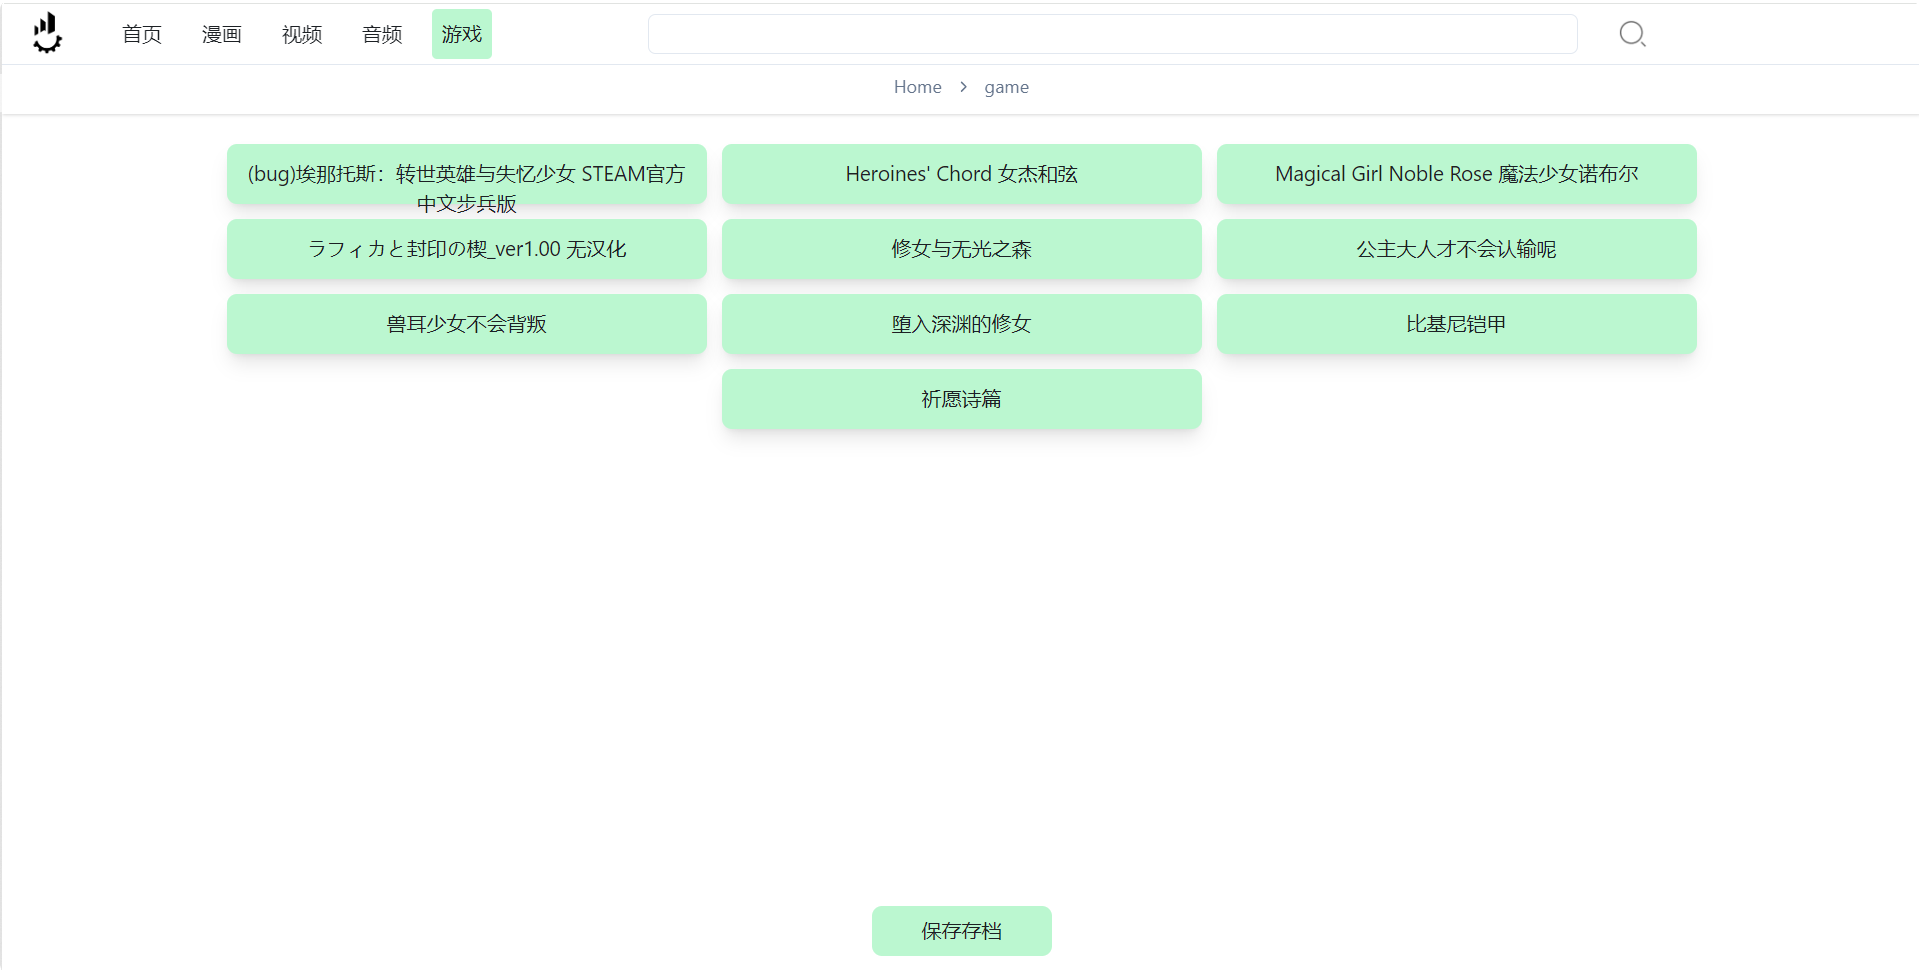 首页
漫画
视频
音频
游戏
Home > game
(bug)埃那托斯：转世英雄与失忆少女 STEAM官方
中文步兵版
Heroines' Chord 女杰和弦
Magical Girl Noble Rose 魔法少女诺布尔
ラフィカと封印の楔_ver1.00 无汉化
修女与无光之森
公主大人才不会认输呢
兽耳少女不会背叛
堕入深渊的修女
比基尼铠甲
祈愿诗篇
保存存档